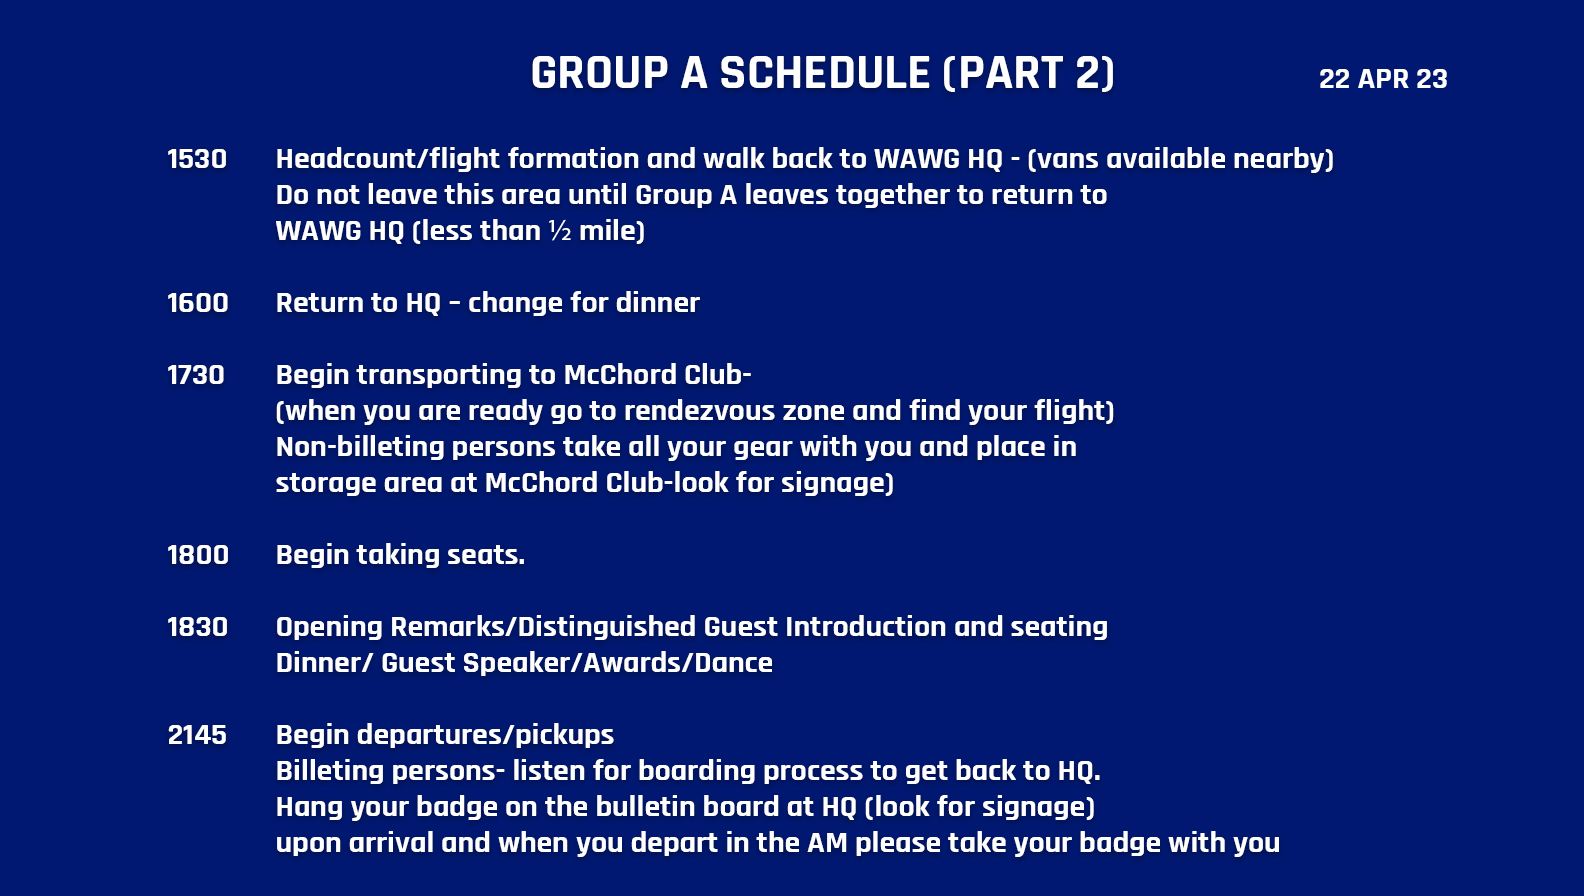 GROUP A SCHEDULE (PART 2)
22 APR 23
1530 Headcount/flight formation and walk back to WAWG HQ - (vans available nearby)
Do not leave this area until Group A leaves together to return to
WAWG HQ (less than ½ mile)
1600 Return to HQ – change for dinner
1730 Begin transporting to McChord Club-
(when you are ready go to rendezvous zone and find your flight)
Non-billeting persons take all your gear with you and place in
storage area at McChord Club-look for signage)
1800 Begin taking seats.
1830 Opening Remarks/Distinguished Guest Introduction and seating
Dinner/ Guest Speaker/Awards/Dance
2145 Begin departures/pickups
Billeting persons- listen for boarding process to get back to HQ.
Hang your badge on the bulletin board at HQ (look for signage)
upon arrival and when you depart in the AM please take your badge with you